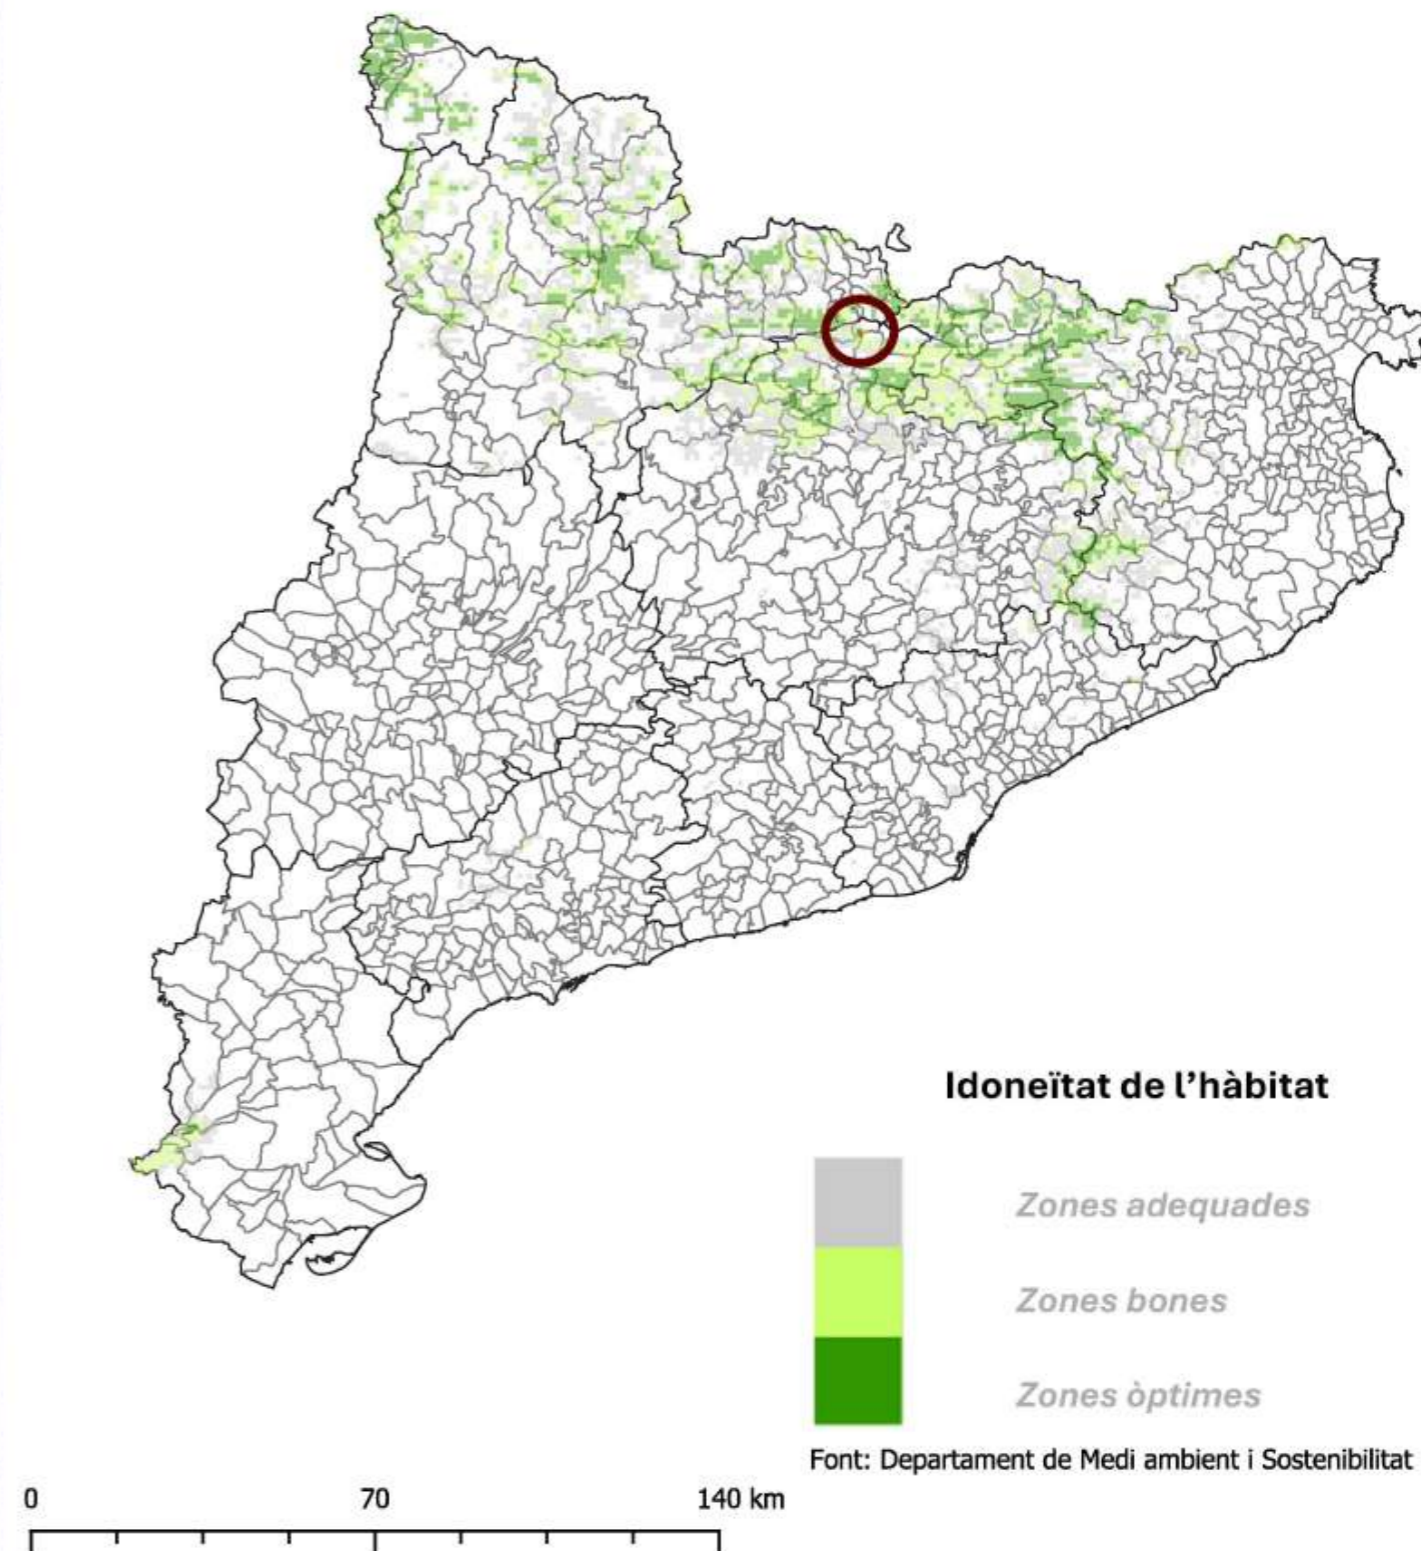 Idoneïtat de l’hàbitat
Zones adequades
Zones bones
Zones òptimes
Font: Departament de Medi ambient i Sostenibilitat
0 70 140 km